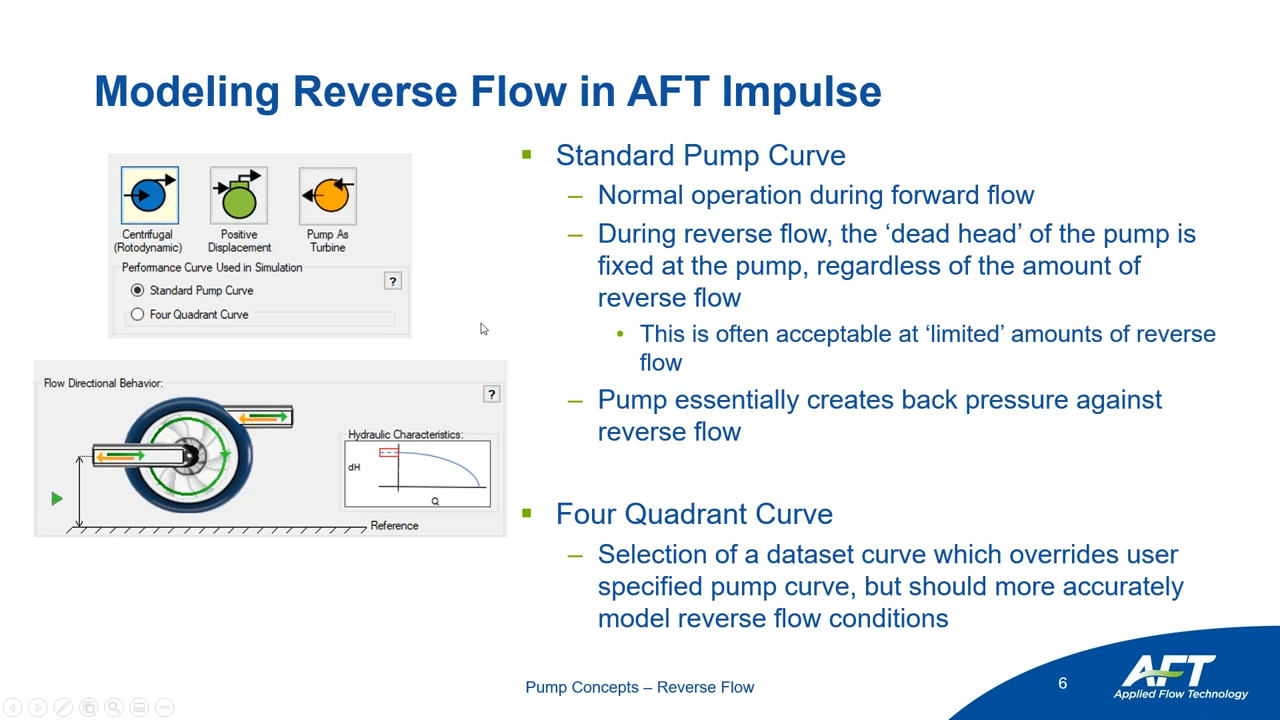 Modeling Reverse Flow in AFT Impulse
Centrifugal
(Rotodynamic)
Positive
Displacement
Pump As
Turbine
Performance Curve Used in Simulation
?
Standard Pump Curve
Four Quadrant Curve
Flow Directional Behavior:
?
Hydraulic Characteristics:
dH
Q
Reference
Standard Pump Curve
– Normal operation during forward flow
– During reverse flow, the ‘dead head’ of the pump is
fixed at the pump, regardless of the amount of
reverse flow
• This is often acceptable at ‘limited’ amounts of reverse
flow
– Pump essentially creates back pressure against
reverse flow
Four Quadrant Curve
– Selection of a dataset curve which overrides user
specified pump curve, but should more accurately
model reverse flow conditions
Pump Concepts – Reverse Flow
6
AFT
Applied Flow Technology